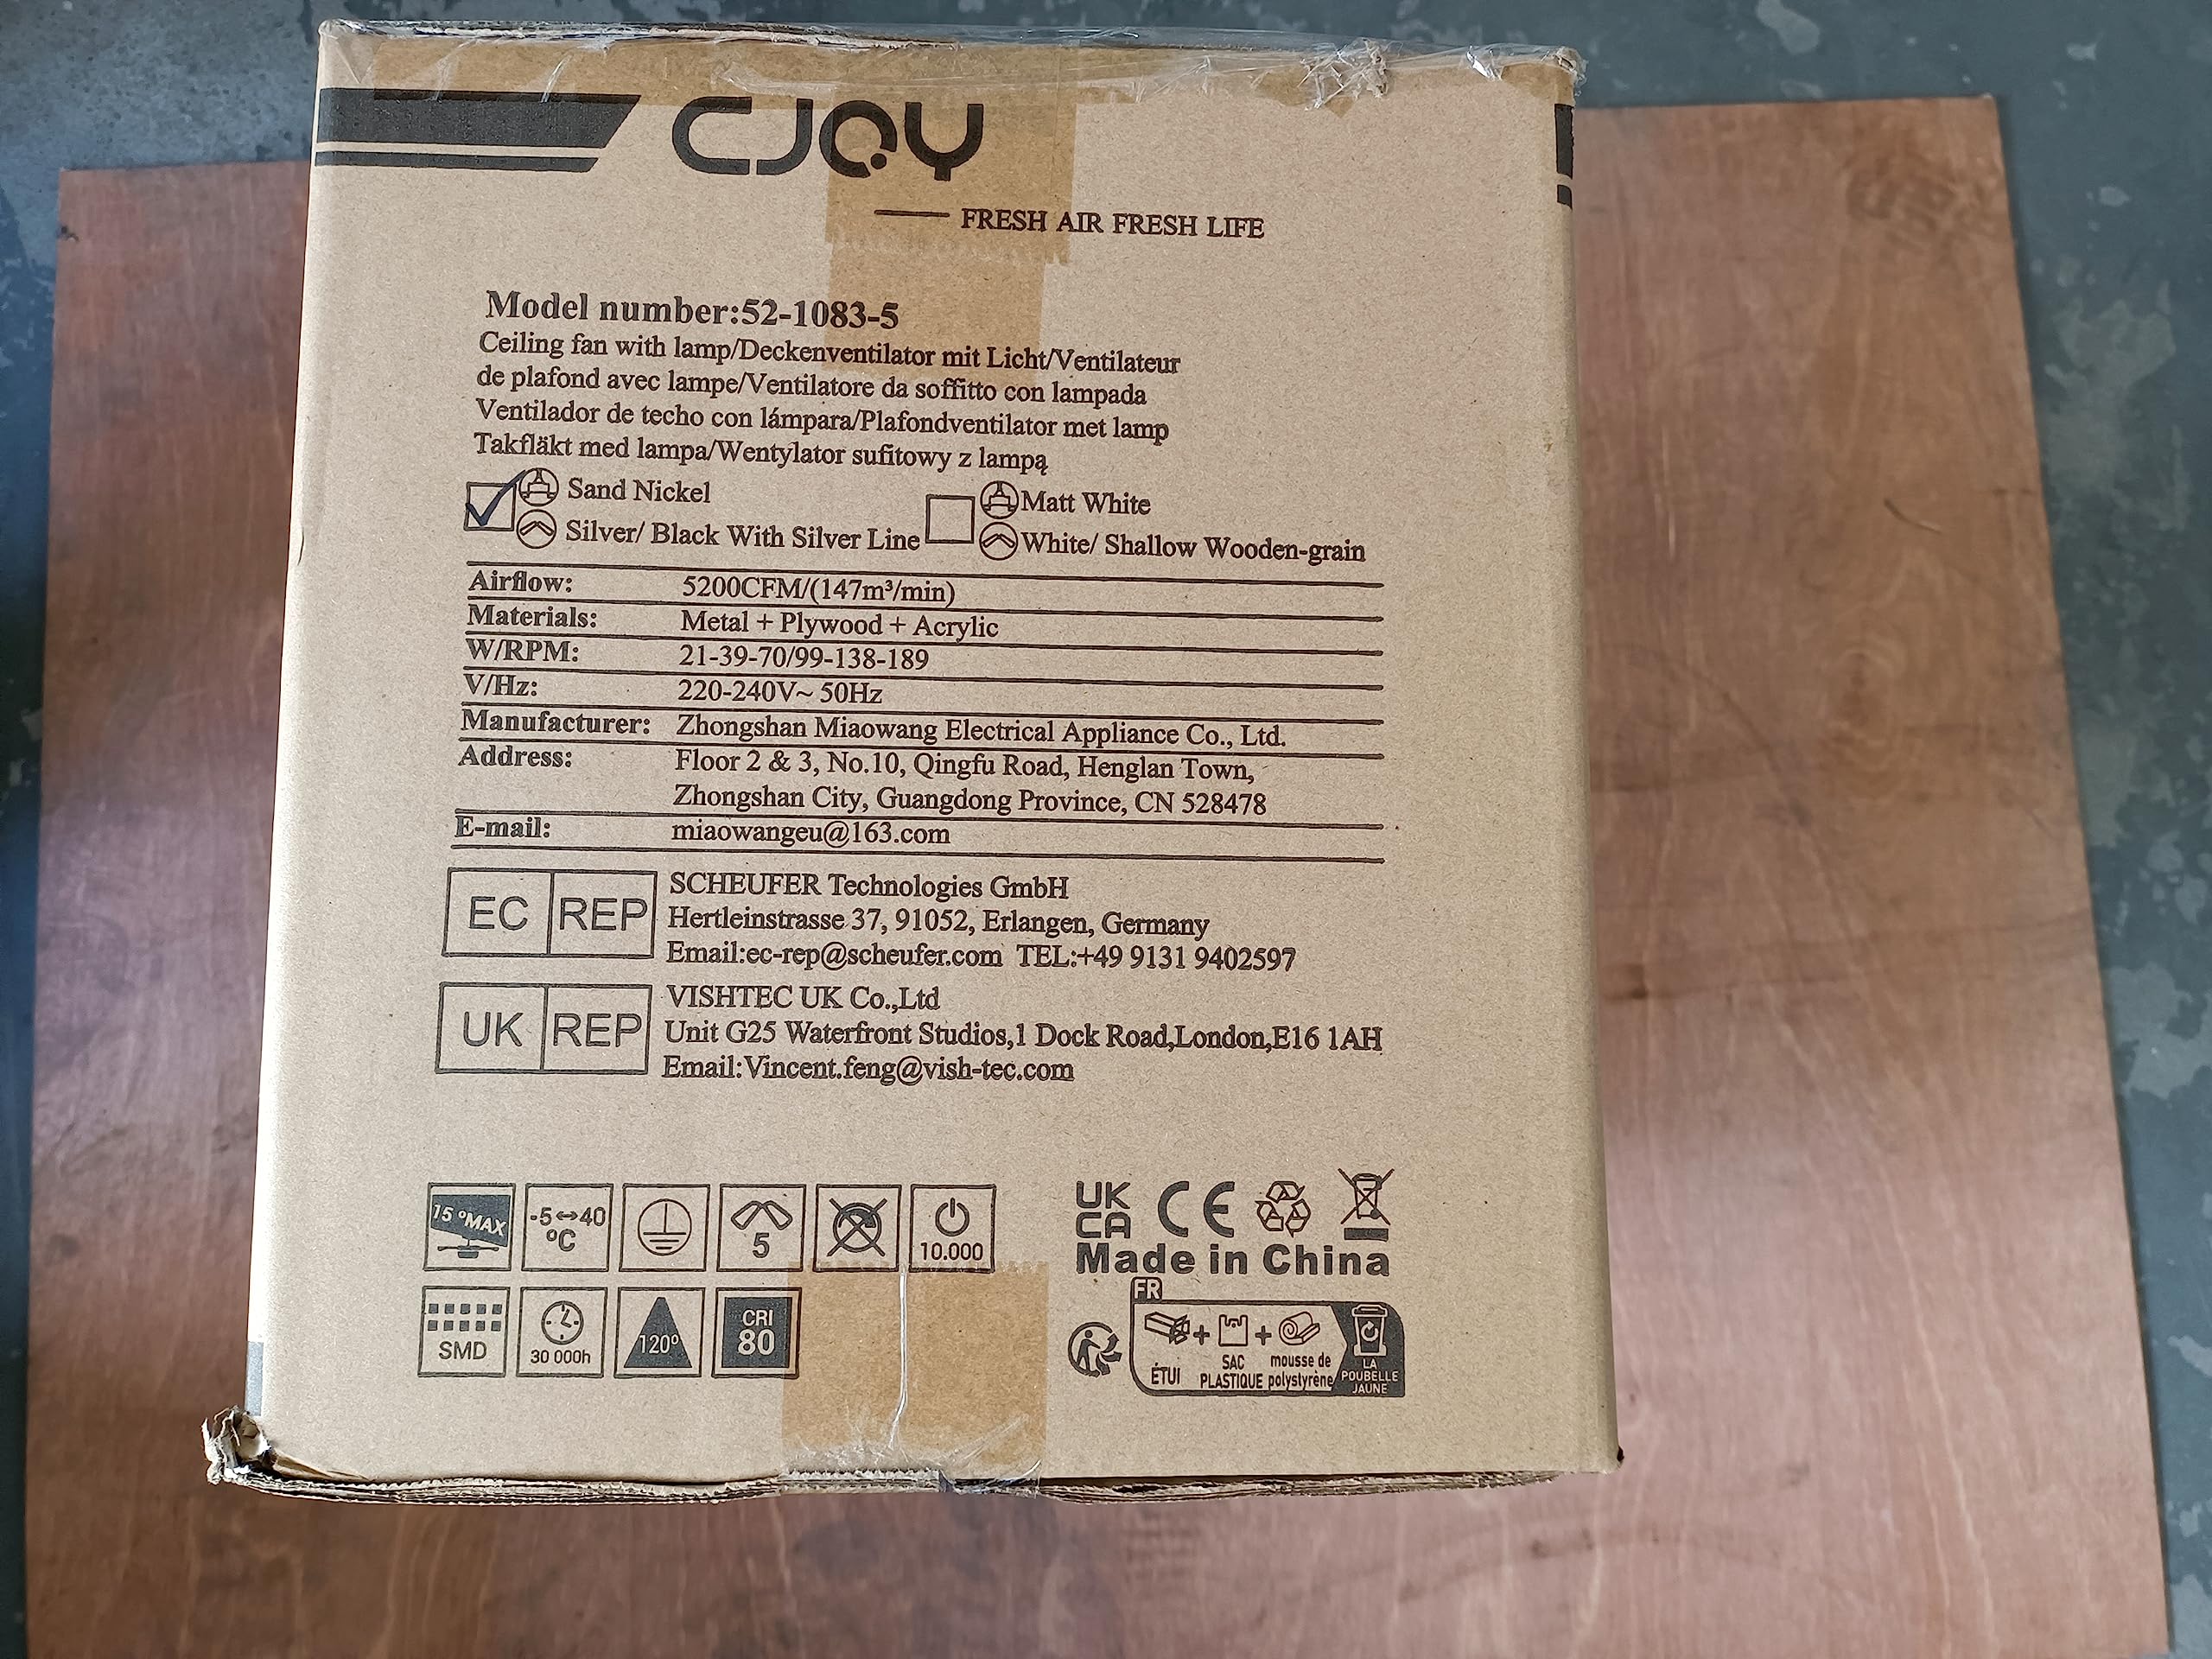 CJOY
FRESH AIR FRESH LIFE
Model number:52-1083-5
Ceiling fan with lamp/Deckenventilator mit Licht/Ventilateur
de plafond avec lampe/Ventilatore da soffitto con lampada
Ventilador de techo con lámpara/Plafondventilator met lamp
Takfläkt med lampa/Wentylator sufitowy z lampą
Sand Nickel
Silver/ Black With Silver Line
Matt White
White/ Shallow Wooden-grain
Airflow: 5200CFM/(147m³/min)
Materials: Metal + Plywood + Acrylic
W/RPM: 21-39-70/99-138-189
V/Hz: 220-240V~ 50Hz
Manufacturer: Zhongshan Miaowang Electrical Appliance Co., Ltd.
Address: Floor 2 & 3, No.10, Qingfu Road, Henglan Town,
Zhongshan City, Guangdong Province, CN 528478
E-mail: miaowangeu@163.com
EC REP
SCHEUFER Technologies GmbH
Hertleinstrasse 37, 91052, Erlangen, Germany
Email:ec-rep@scheufer.com TEL:+49 9131 9402597
UK REP
VISHTEC UK Co.,Ltd
Unit G25 Waterfront Studios,1 Dock Road,London,E16 1AH
Email:Vincent.feng@vish-tec.com
15 ºMAX
-5↔40
ºC
5
10.000
SMD
30 000h
120º
CRI
80
UK
CA
CE
Made in China
FR
ÉTUI
+
SAC
PLASTIQUE
+
mousse de
polystyrène
LA
POUBELLE
JAUNE